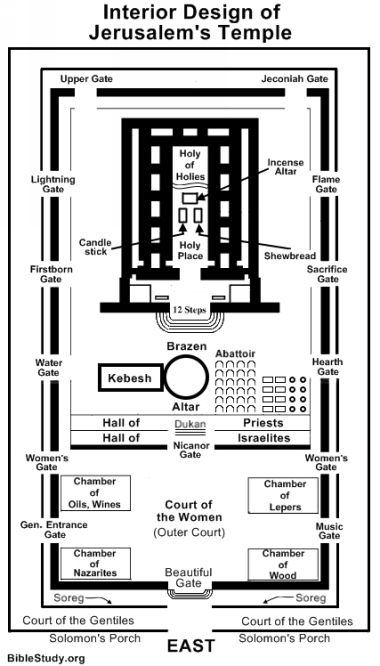 Interior Design of
Jerusalem's Temple
Upper Gate
Jeconiah Gate
Holy
of
Holies
Incense
Altar
Lightning
Gate
Flame
Gate
Candle
stick
Holy
Place
Shewbread
Firstborn
Gate
Sacrifice
Gate
12 Steps
Brazen
Altar
Abattoir
Kebesh
Water
Gate
Hearth
Gate
Hall of
Dukan
Priests
Hall of
Israelites
Nicanor
Gate
Women's
Gate
Women's
Gate
Chamber
of
Oils, Wines
Chamber
of
Lepers
Court of
the Women
(Outer Court)
Gen. Entrance
Gate
Music
Gate
Chamber
of
Nazarites
Beautiful
Gate
Chamber
of
Wood
Soreg
Soreg
Court of the Gentiles
Court of the Gentiles
Solomon's Porch
Solomon's Porch
EAST
BibleStudy.org